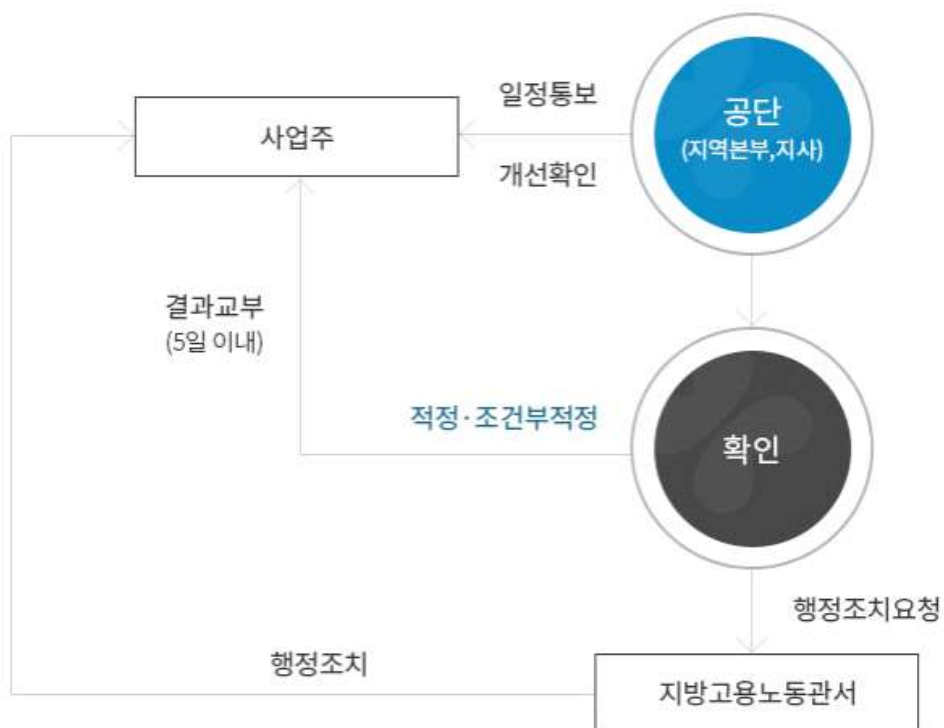 일정통보
공단
(지역본부,지사)
사업주
개선확인
결과교부
(5일 이내)
적정·조건부적정
확인
행정조치요청
행정조치
지방고용노동관서